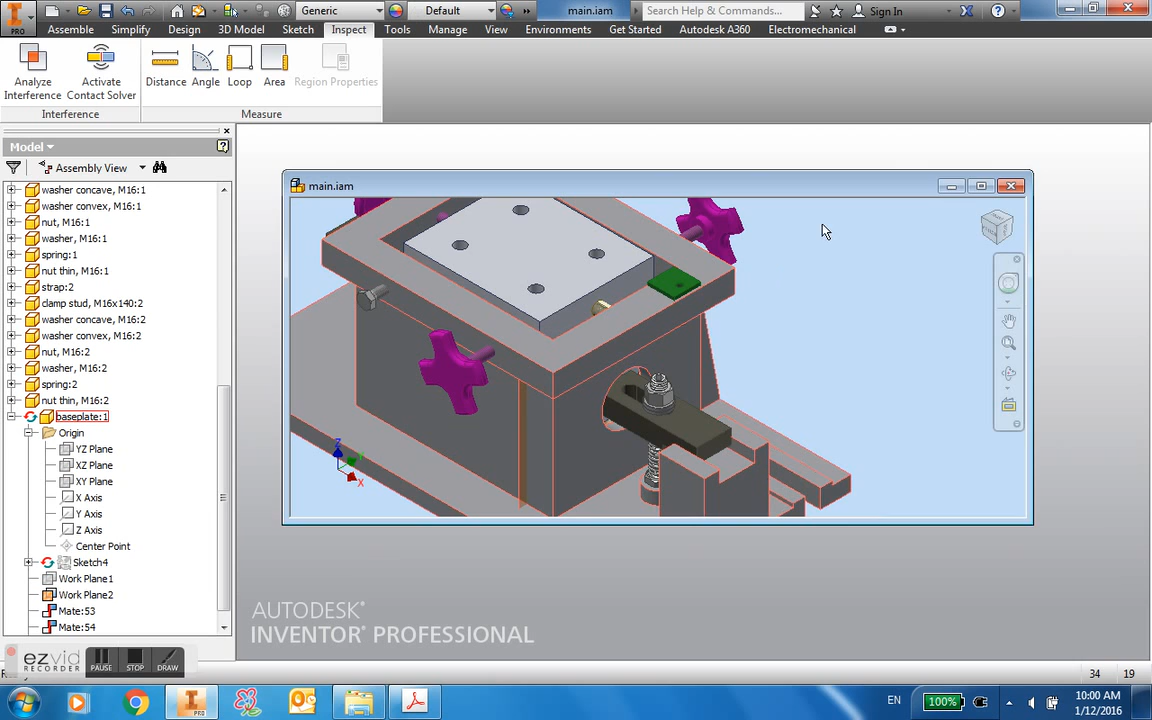 PRO
Generic
Default
main.iam
Search Help & Commands...
Sign In
Assemble
Simplify
Design
3D Model
Sketch
Inspect
Tools
Manage
View
Environments
Get Started
Autodesk A360
Electromechanical
Analyze
Interference
Activate
Contact Solver
Distance
Angle
Loop
Area
Region Properties
Interference
Measure
Model
Assembly View
washer concave, M16:1
washer convex, M16:1
nut, M16:1
washer, M16:1
spring:1
nut thin, M16:1
strap:2
clamp stud, M16x140:2
washer concave, M16:2
washer convex, M16:2
nut, M16:2
washer, M16:2
spring:2
nut thin, M16:2
baseplate:1
Origin
YZ Plane
XZ Plane
XY Plane
X Axis
Y Axis
Z Axis
Center Point
Sketch4
Work Plane1
Work Plane2
Mate:53
Mate:54
main.iam
Z
X
AUTODESK®
INVENTOR® PROFESSIONAL
ezvid
RECORDER
PAUSE
STOP
DRAW
34
19
PRO
EN
100%
10:00 AM
1/12/2016